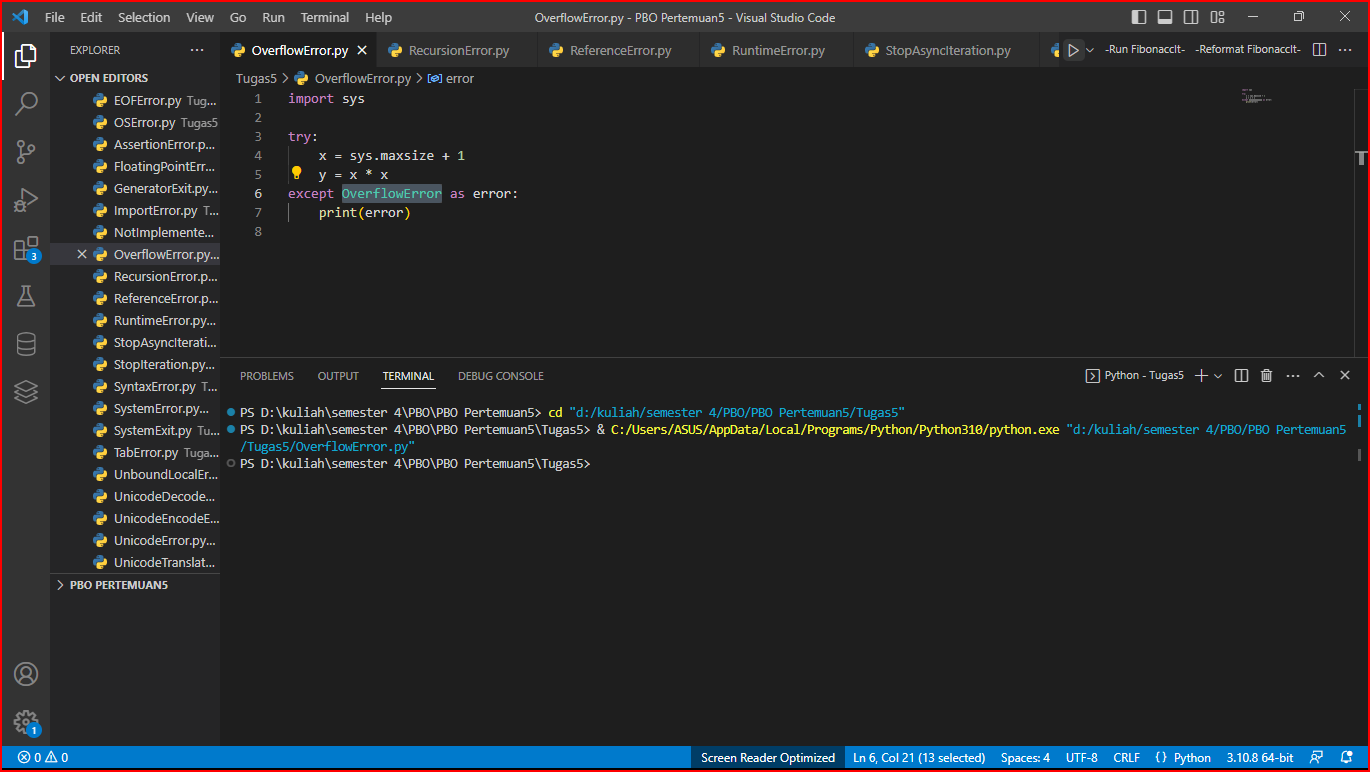 File Edit Selection View Go Run Terminal Help OverflowError.py - PBO Pertemuan5 - Visual Studio Code
EXPLORER ···
OverflowError.py RecursionError.py ReferenceError.py RuntimeError.py StopAsyncIteration.py -Run FibonaccIt- -Reformat FibonaccIt- ···
OPEN EDITORS
EOFError.py Tug...
OSError.py Tugas5
AssertionError.p...
FloatingPointErr...
GeneratorExit.py...
ImportError.py T...
NotImplemente...
OverflowError.py...
RecursionError.p...
ReferenceError.p...
RuntimeError.py...
StopAsyncIterati...
StopIteration.py...
SyntaxError.py T...
SystemError.py...
SystemExit.py Tu...
TabError.py Tuga...
UnboundLocalEr...
UnicodeDecode...
UnicodeEncodeE...
UnicodeError.py...
UnicodeTranslat...
PBO PERTEMUAN5
3
1
Tugas5 > OverflowError.py > error
1 import sys
2
3 try:
4 x = sys.maxsize + 1
5 y = x * x
6 except OverflowError as error:
7 print(error)
8
PROBLEMS OUTPUT TERMINAL DEBUG CONSOLE Python - Tugas5 ···
PS D:\kuliah\semester 4\PBO\PBO Pertemuan5> cd "d:/kuliah/semester 4/PBO/PBO Pertemuan5/Tugas5"
PS D:\kuliah\semester 4\PBO\PBO Pertemuan5\Tugas5> & C:/Users/ASUS/AppData/Local/Programs/Python/Python310/python.exe "d:/kuliah/semester 4/PBO/PBO Pertemuan5
/Tugas5/OverflowError.py"
PS D:\kuliah\semester 4\PBO\PBO Pertemuan5\Tugas5>
0 0 Screen Reader Optimized Ln 6, Col 21 (13 selected) Spaces: 4 UTF-8 CRLF {} Python 3.10.8 64-bit